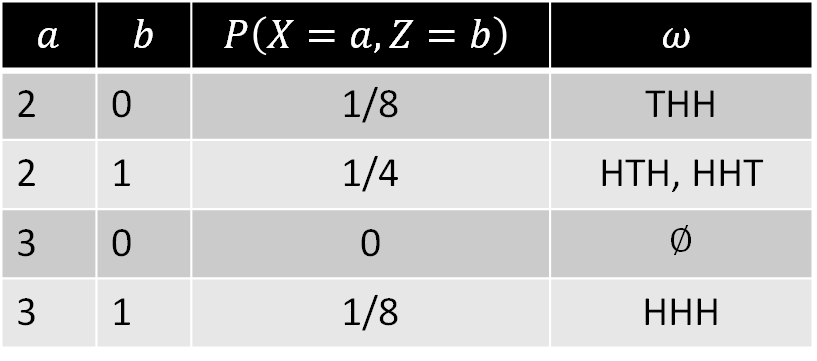 a b P(X = a, Z = b) ω
2 0 1/8 THH
2 1 1/4 HTH, HHT
3 0 0 ∅
3 1 1/8 HHH